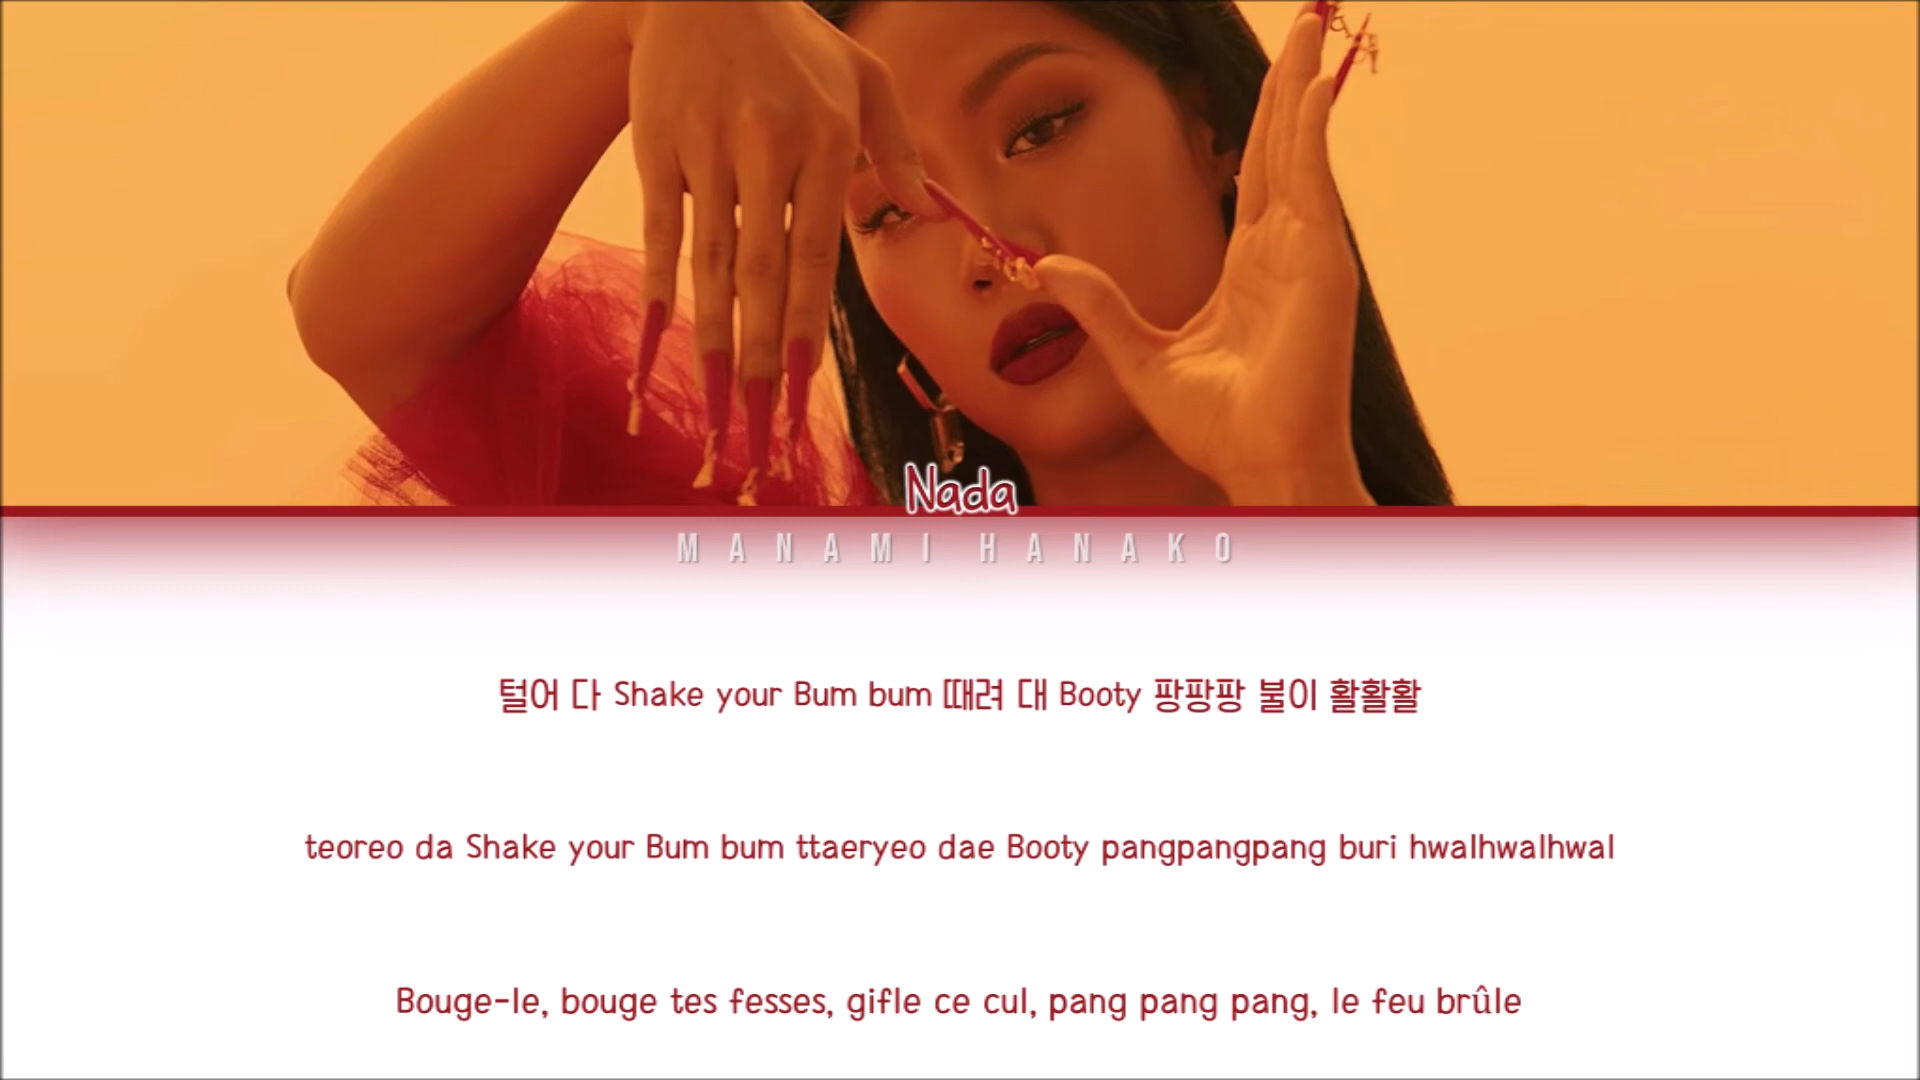 Nada
MANAMI HANAKO
털어 다 Shake your Bum bum 때려 대 Booty 팡팡팡 불이 활활활
teoreo da Shake your Bum bum ttaeryeo dae Booty pangpangpang buri hwalhwalhwal
Bouge-le, bouge tes fesses, gifle ce cul, pang pang pang, le feu brûle